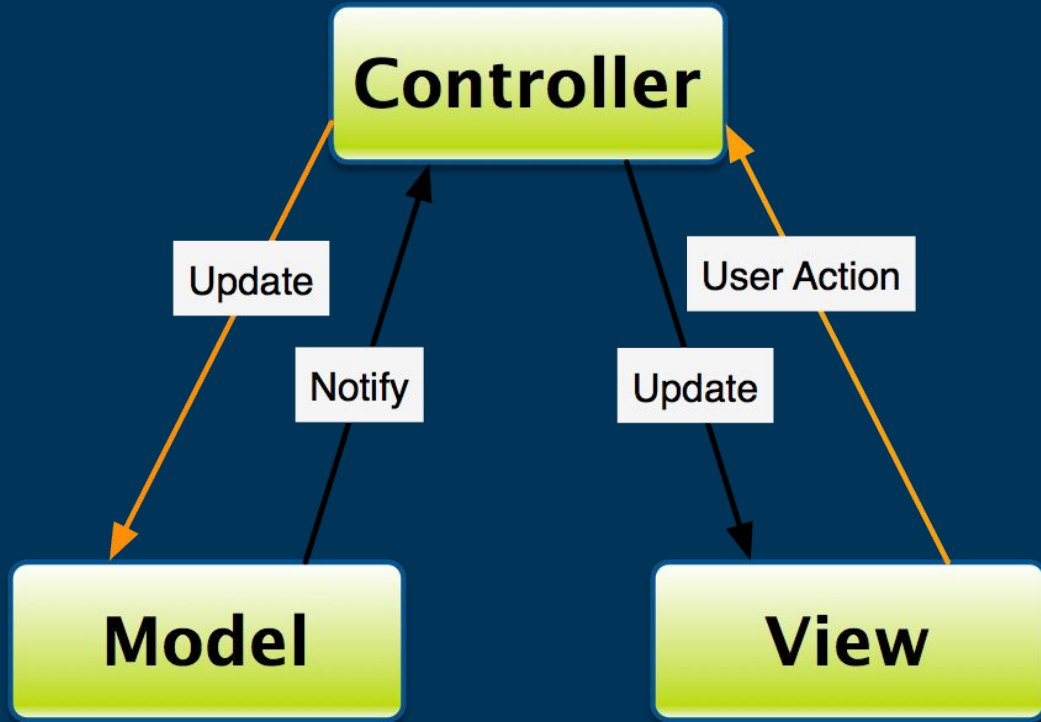 Controller
Update
User Action
Notify
Update
Model
View